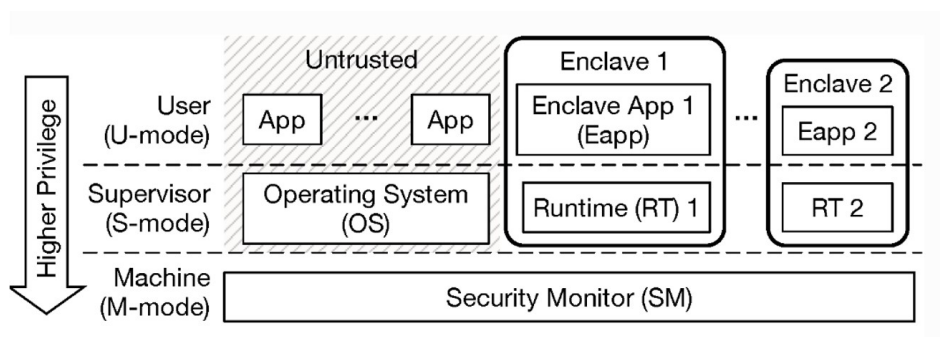 Higher Privilege
User
(U-mode)
Supervisor
(S-mode)
Machine
(M-mode)
Untrusted
App
...
App
Operating System
(OS)
Enclave 1
Enclave App 1
(Eapp)
Runtime (RT) 1
...
Enclave 2
Eapp 2
RT 2
Security Monitor (SM)